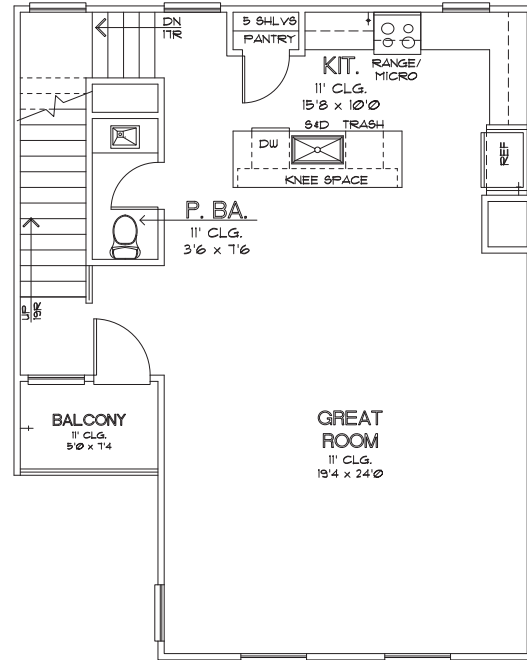 DN
17R
5 SHLVS
PANTRY
KIT.
11' CLG.
15'8 x 10'0
RANGE/
MICRO
S&D TRASH
DW
REF
KNEE SPACE
P. BA.
11' CLG.
3'6 x 7'6
UP
19R
BALCONY
11' CLG.
5'0 x 7'4
GREAT
ROOM
11' CLG.
19'4 x 24'0